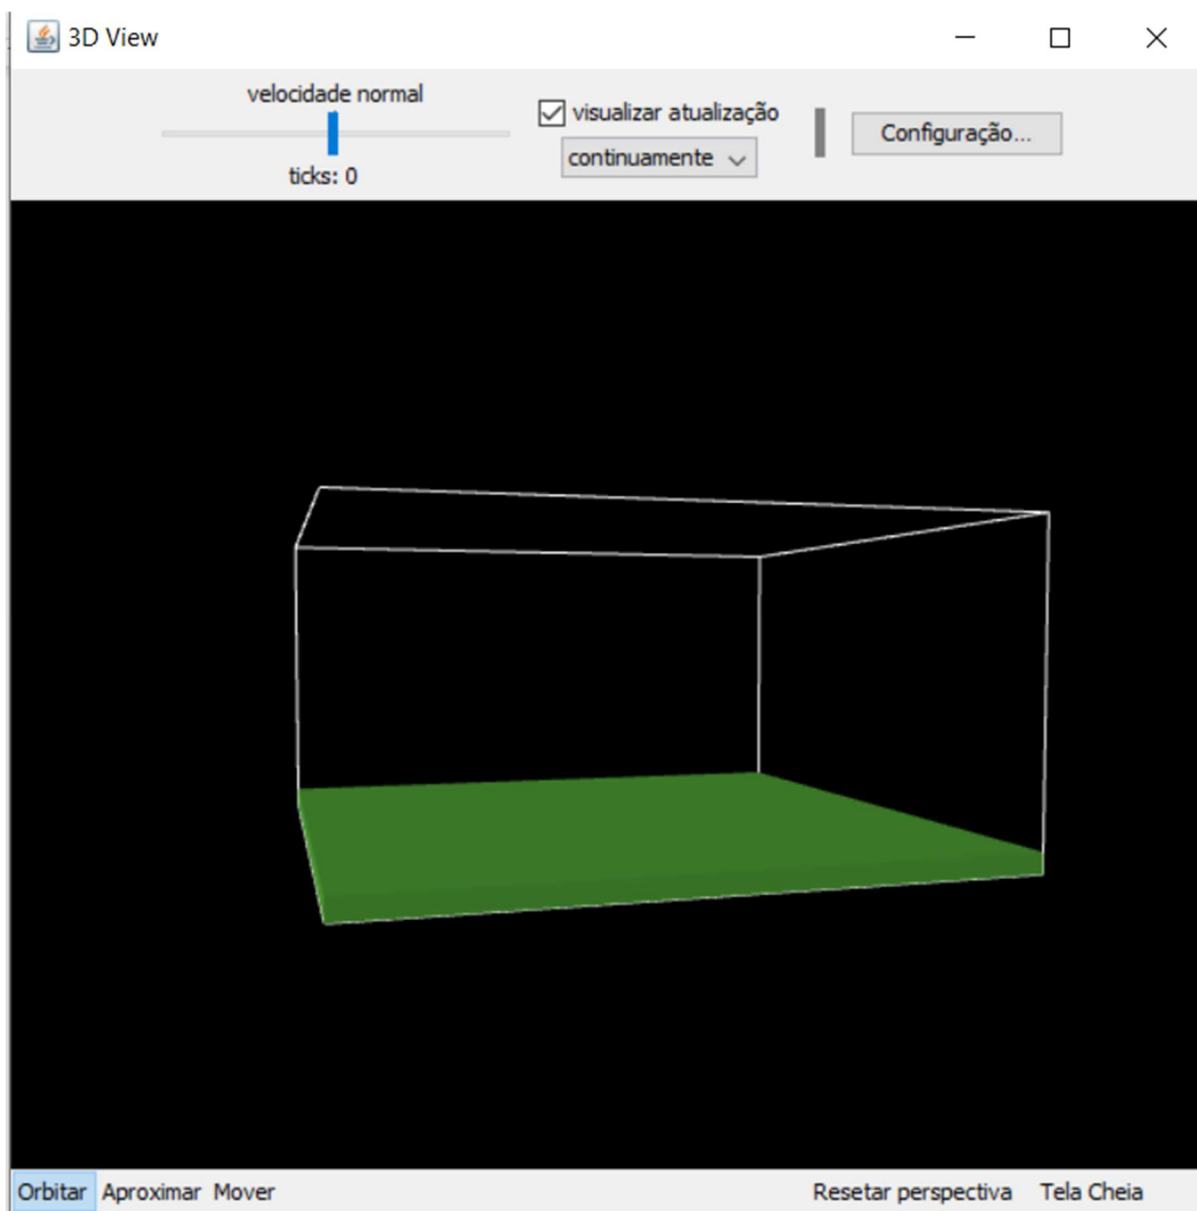 3D View
velocidade normal
ticks: 0
visualizar atualização
continuamente
Configuração...
Orbitar Aproximar Mover Resetar perspectiva Tela Cheia